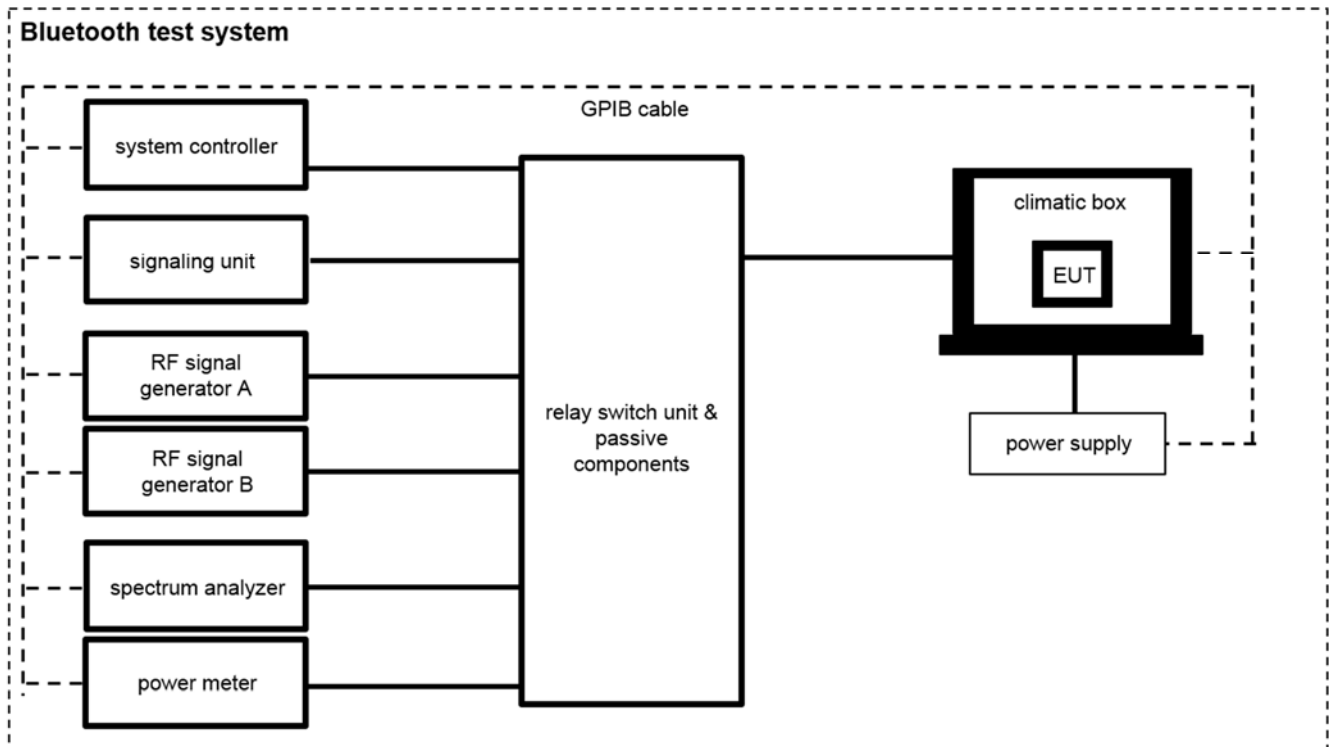 Bluetooth test system
GPIB cable
system controller
signaling unit
RF signal
generator A
RF signal
generator B
spectrum analyzer
power meter
relay switch unit &
passive
components
climatic box
EUT
power supply